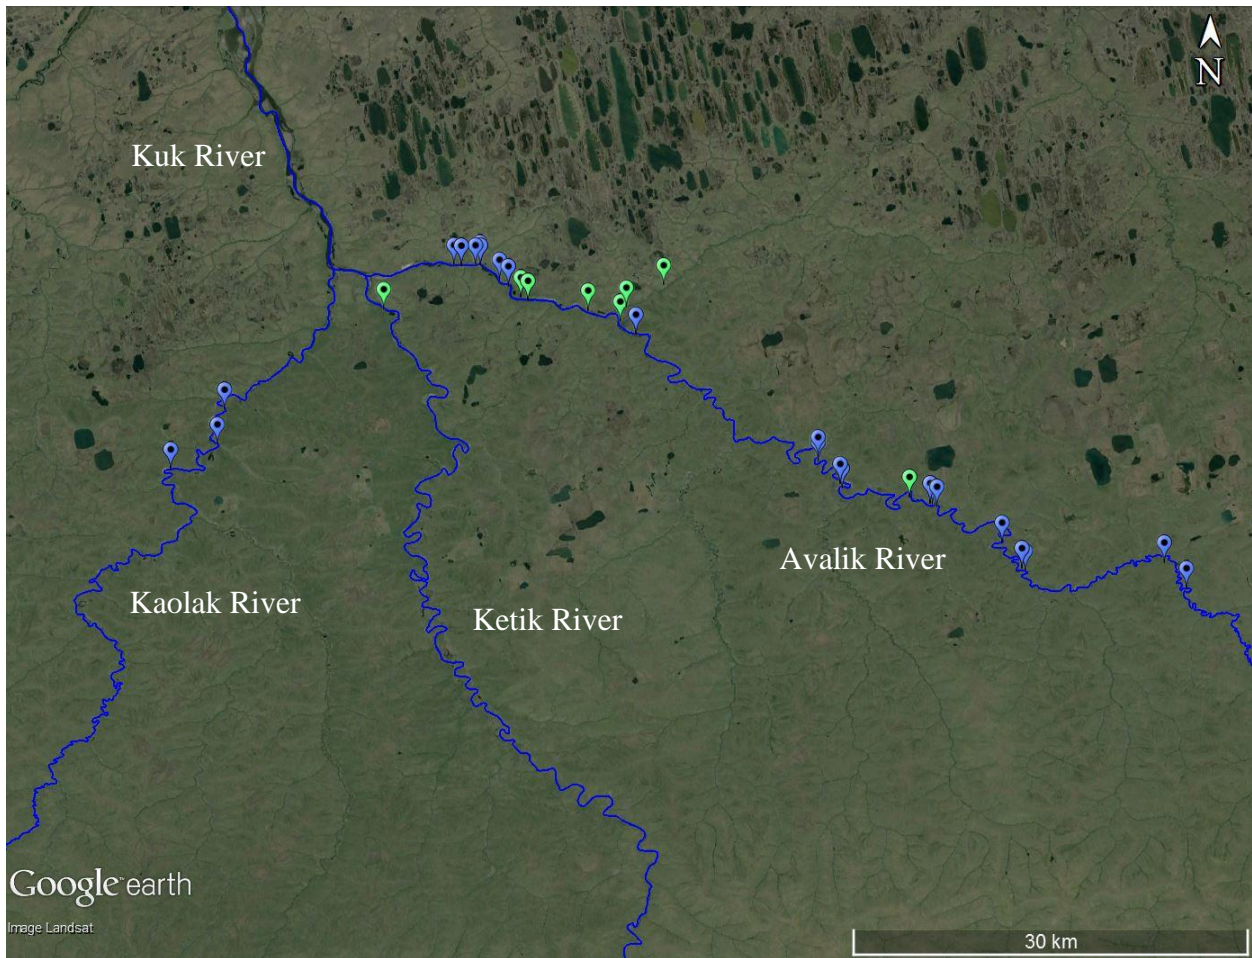 N
Kuk River
Avalik River
Kaolak River
Ketik River
Google earth
Image Landsat
30 km